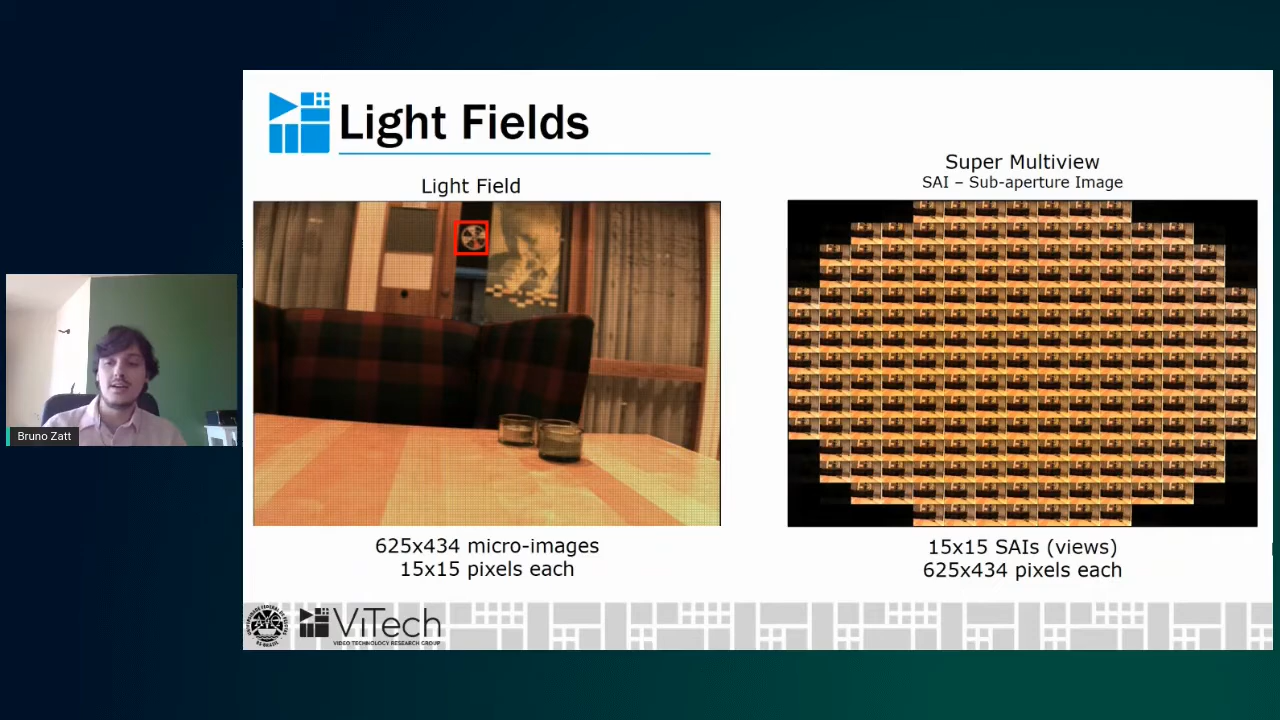 Light Fields
Light Field
Super Multiview
SAI – Sub-aperture Image
625x434 micro-images
15x15 pixels each
15x15 SAIs (views)
625x434 pixels each
Bruno Zatt
ViTech
VIDEO TECHNOLOGY RESEARCH GROUP